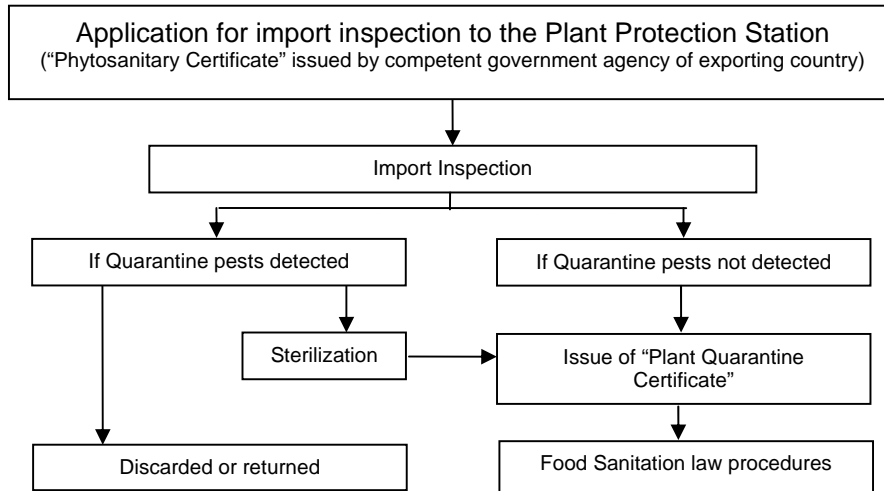 Application for import inspection to the Plant Protection Station
(“Phytosanitary Certificate” issued by competent government agency of exporting country)
Import Inspection
If Quarantine pests detected
If Quarantine pests not detected
Sterilization
Issue of “Plant Quarantine
Certificate”
Discarded or returned
Food Sanitation law procedures